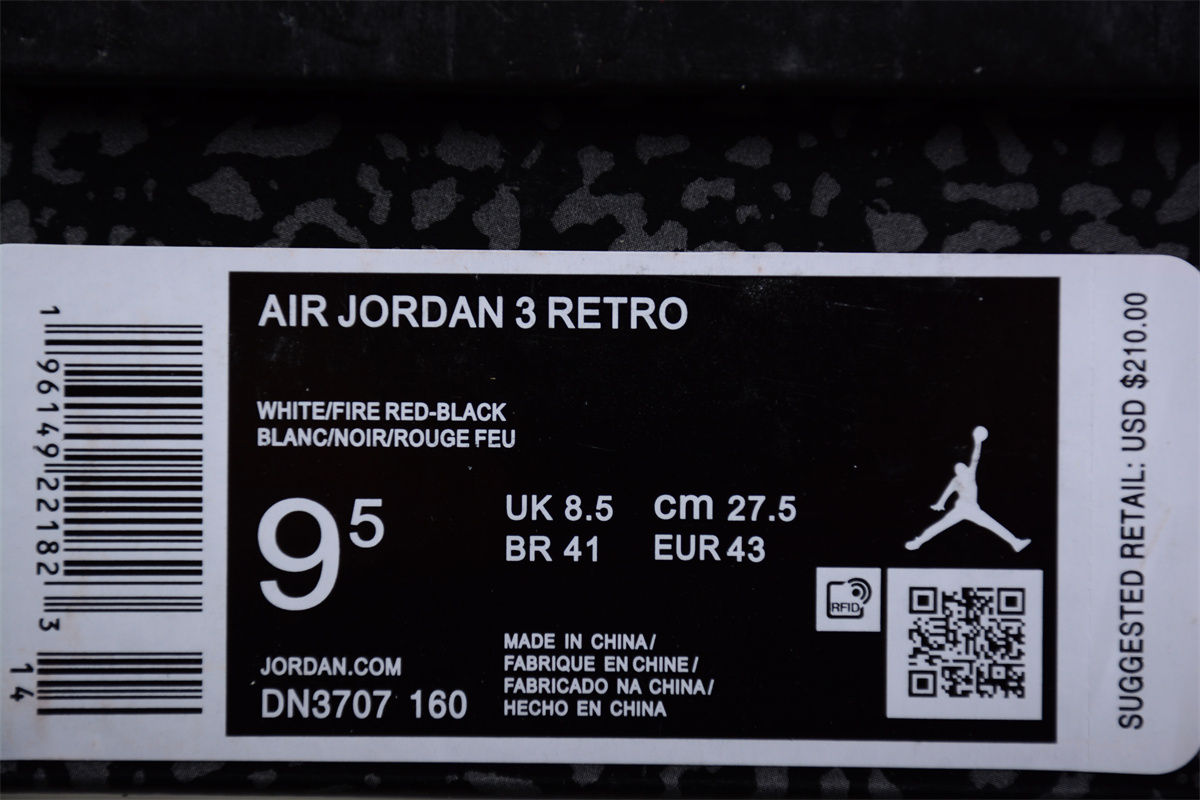 AIR JORDAN 3 RETRO
WHITE/FIRE RED-BLACK
BLANC/NOIR/ROUGE FEU
9⁵
UK 8.5 cm 27.5
BR 41 EUR 43
RFID
JORDAN.COM
DN3707 160
MADE IN CHINA/
FABRIQUE EN CHINE/
FABRICADO NA CHINA/
HECHO EN CHINA
1 96149 22182 3
14
SUGGESTED RETAIL: USD $210.00